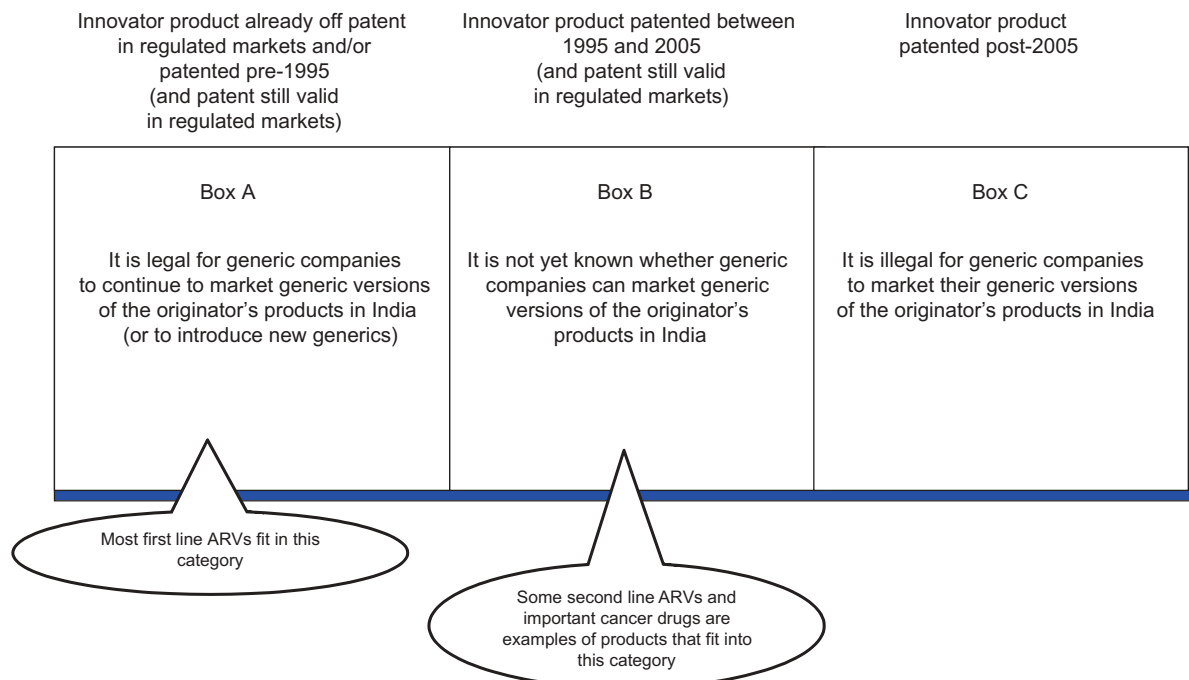 Innovator product already off patent
in regulated markets and/or
patented pre-1995
(and patent still valid
in regulated markets)
Innovator product patented between
1995 and 2005
(and patent still valid
in regulated markets)
Innovator product
patented post-2005
Box A
It is legal for generic companies
to continue to market generic versions
of the originator's products in India
(or to introduce new generics)
Box B
It is not yet known whether generic
companies can market generic
versions of the originator's
products in India
Box C
It is illegal for generic companies
to market their generic versions
of the originator's products in India
Most first line ARVs fit in this
category
Some second line ARVs and
important cancer drugs are
examples of products that fit into
this category